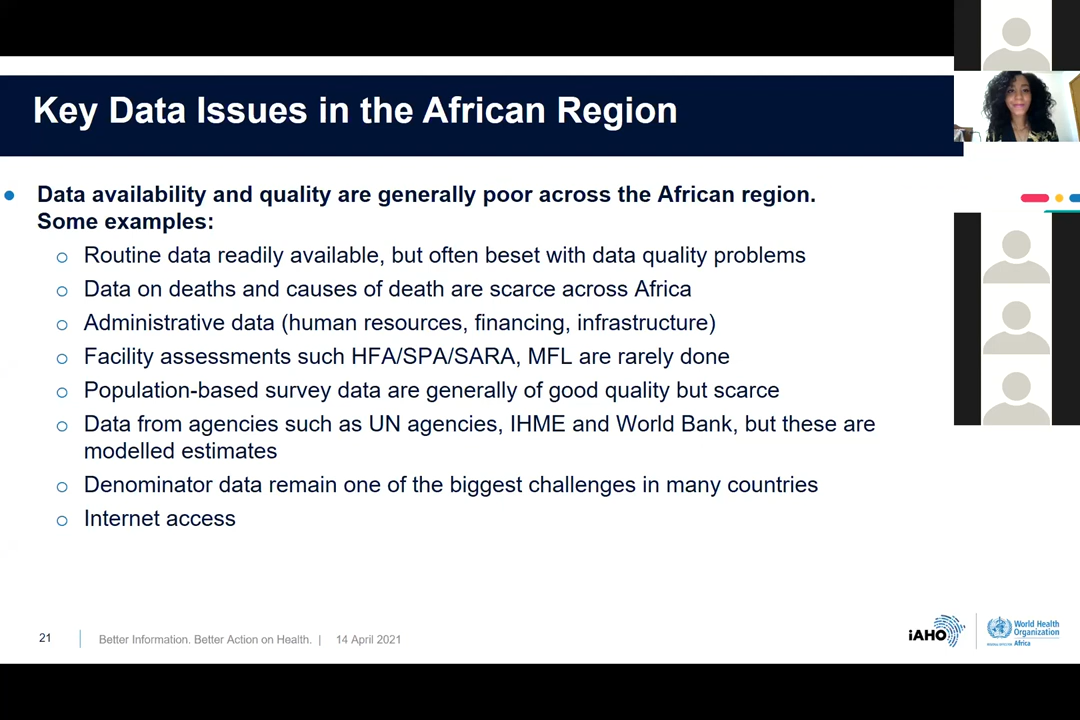 Key Data Issues in the African Region
● Data availability and quality are generally poor across the African region.
Some examples:
o Routine data readily available, but often beset with data quality problems
o Data on deaths and causes of death are scarce across Africa
o Administrative data (human resources, financing, infrastructure)
o Facility assessments such HFA/SPA/SARA, MFL are rarely done
o Population-based survey data are generally of good quality but scarce
o Data from agencies such as UN agencies, IHME and World Bank, but these are
modelled estimates
o Denominator data remain one of the biggest challenges in many countries
o Internet access
21 Better Information. Better Action on Health. | 14 April 2021
iAHO
World Health
Organization
Africa